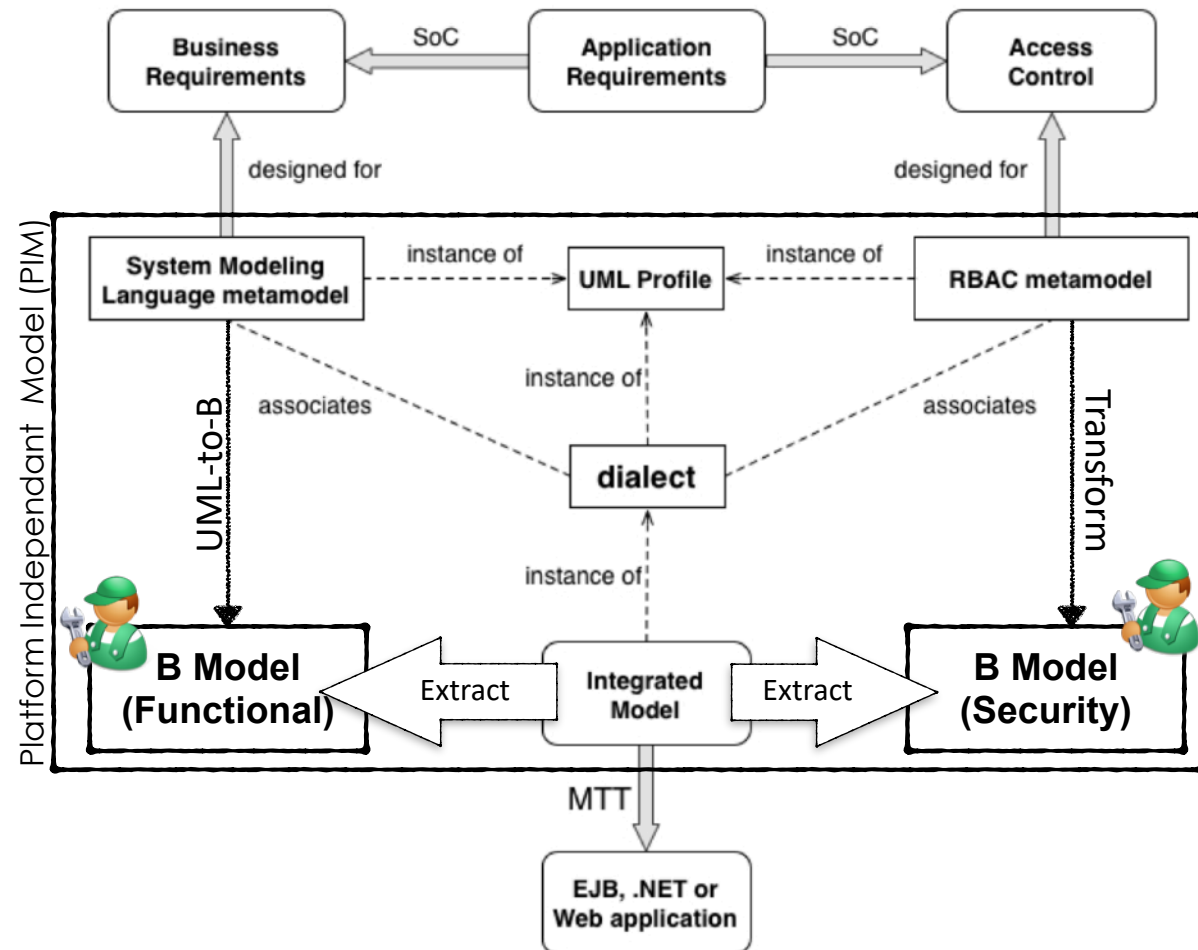 Business
Requirements
SoC
Application
Requirements
SoC
Access
Control
designed for
designed for
Platform Independant Model (PIM)
System Modeling
Language metamodel
instance of
UML Profile
instance of
RBAC metamodel
UML-to-B
associates
instance of
associates
Transform
dialect
instance of
B Model
(Functional)
Extract
Integrated
Model
Extract
B Model
(Security)
MTT
EJB, .NET or
Web application